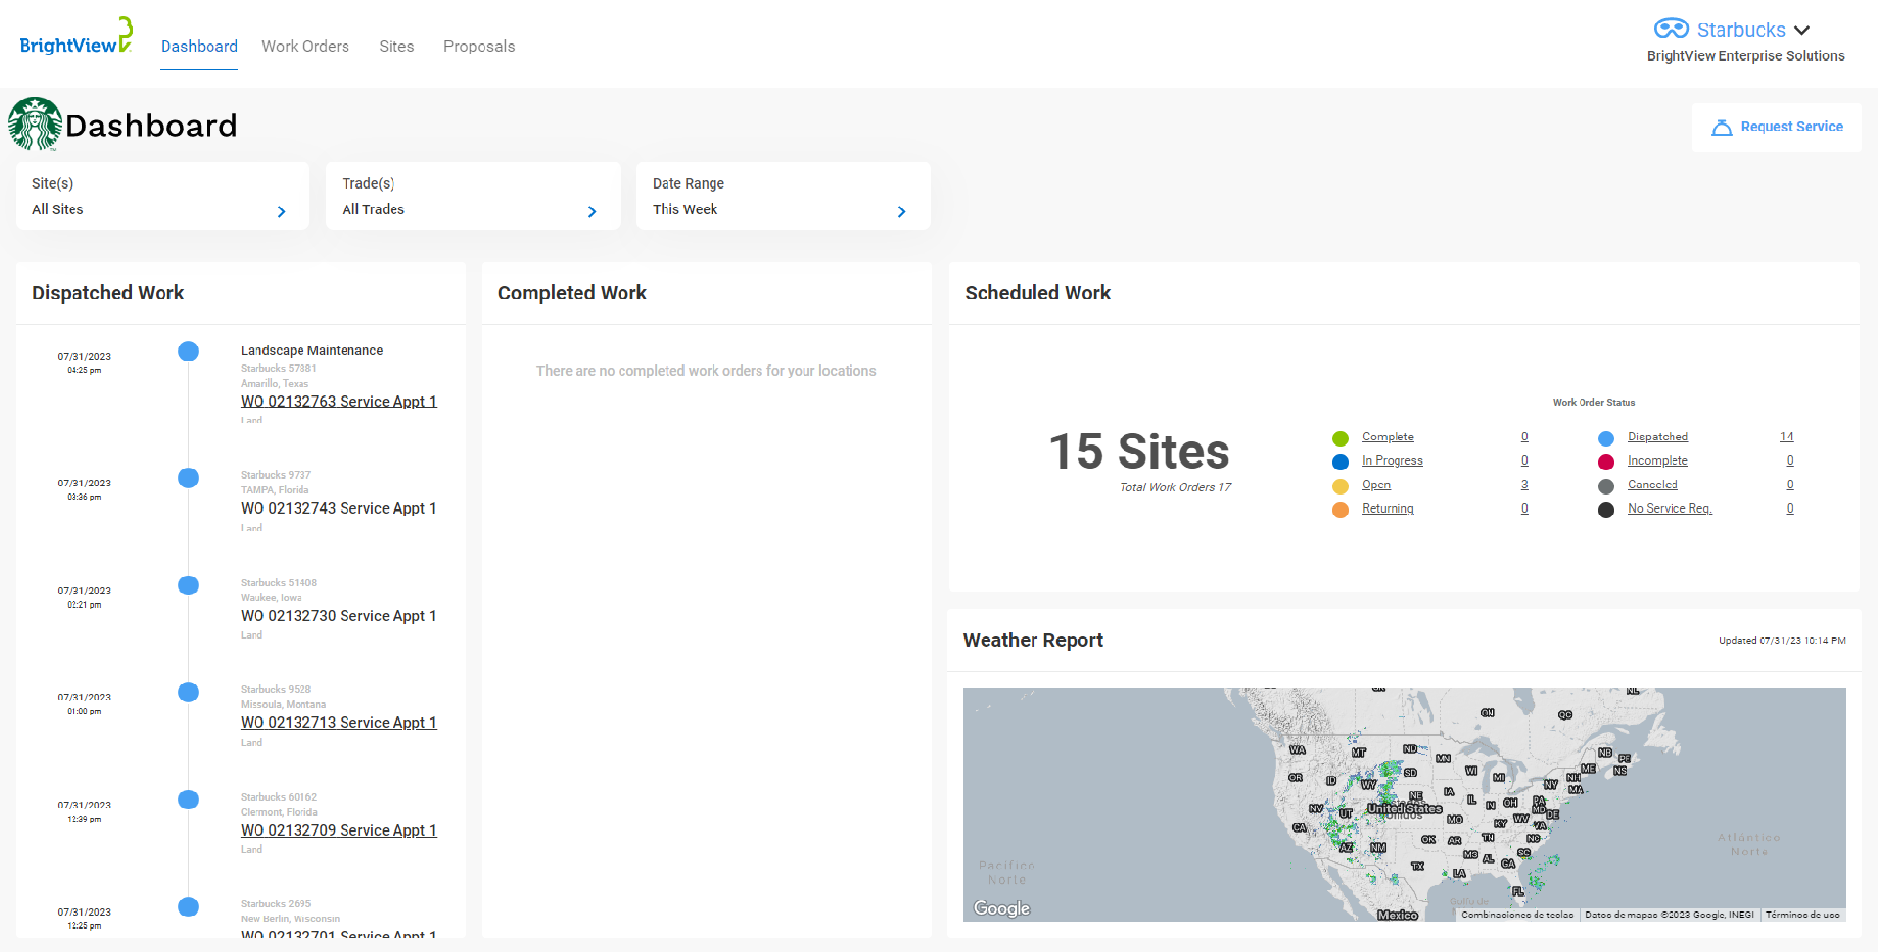 BrightView
Dashboard
Work Orders
Sites
Proposals
Starbucks
BrightView Enterprise Solutions
Dashboard
Request Service
Site(s)
All Sites
Trade(s)
All Trades
Date Range
This Week
Dispatched Work
07/31/2023
04:25 pm
Landscape Maintenance
Starbucks 57881
Amarillo, Texas
WO 02132763 Service Appt 1
Land
07/31/2023
03:36 pm
Starbucks 9737
TAMPA, Florida
WO 02132743 Service Appt 1
Land
07/31/2023
02:21 pm
Starbucks 51408
Waukee, Iowa
WO 02132730 Service Appt 1
Land
07/31/2023
01:00 pm
Starbucks 9528
Missoula, Montana
WO 02132713 Service Appt 1
Land
07/31/2023
12:39 pm
Starbucks 60162
Clermont, Florida
WO 02132709 Service Appt 1
Land
07/31/2023
12:25 pm
Starbucks 2695
New Berlin, Wisconsin
WO 02132701 Service Appt 1
Completed Work
There are no completed work orders for your locations
Scheduled Work
15 Sites
Total Work Orders 17
Work Order Status
Complete 0
In Progress 0
Open 3
Returning 0
Dispatched 14
Incomplete 0
Canceled 0
No Service Req. 0
Weather Report
Updated 07/31/23 10:14 PM
NL
ON
QC
WA
MT
ND
MN
NB
PE
OR
ID
WY
SD
WI
MI
NY
NH
ME
NS
MA
NV
UT
NE
IA
IL
IN
OH
PA
MD
DE
United States
CA
MO
KY
WV
VA
AZ
NM
OK
AR
TN
NC
TX
MS
AL
GA
SC
LA
FL
Pacífico
Norte
Atlántico
Norte
Golfo de
Mexico
Google
Combinaciones de teclas
Datos de mapas ©2023 Google, INEGI
Términos de uso